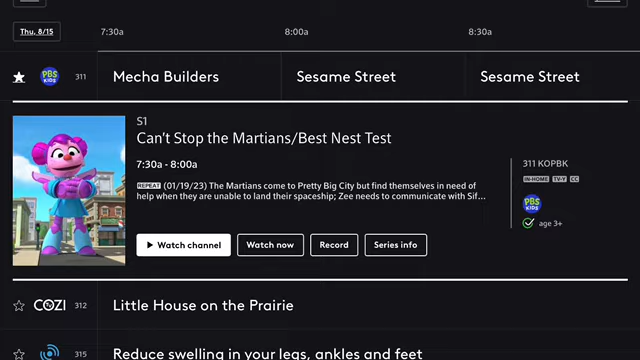 Thu, 8/15
7:30a
8:00a
8:30a
PBS KIDS
311
Mecha Builders
Sesame Street
Sesame Street
S1
Can't Stop the Martians/Best Nest Test
7:30a - 8:00a
REPEAT (01/19/23) The Martians come to Pretty Big City but find themselves in need of
help when they are unable to land their spaceship; Zee needs to communicate with Sif...
311 KOPBK
IN-HOME TV-Y CC
PBS KIDS
age 3+
Watch channel
Watch now
Record
Series info
COZI
312
Little House on the Prairie
315
Reduce swelling in your legs, ankles and feet